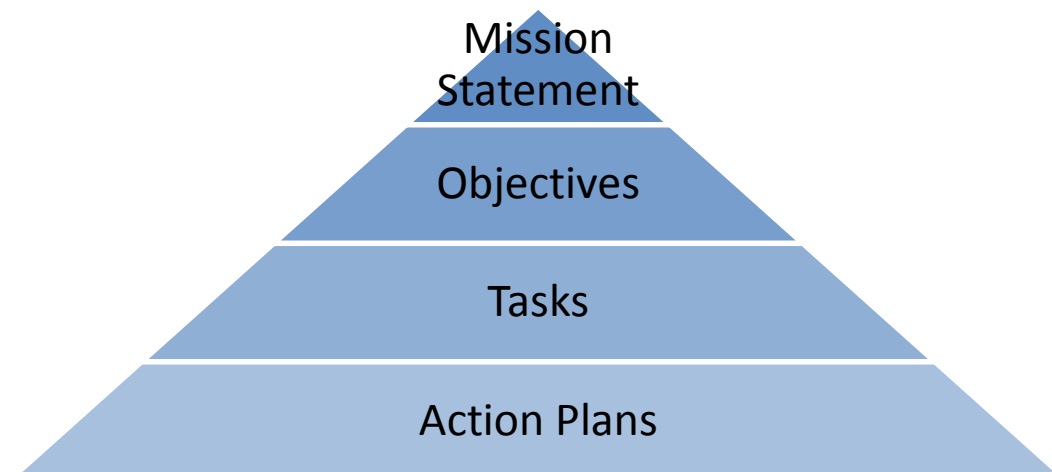 Mission
Statement
Objectives
Tasks
Action Plans